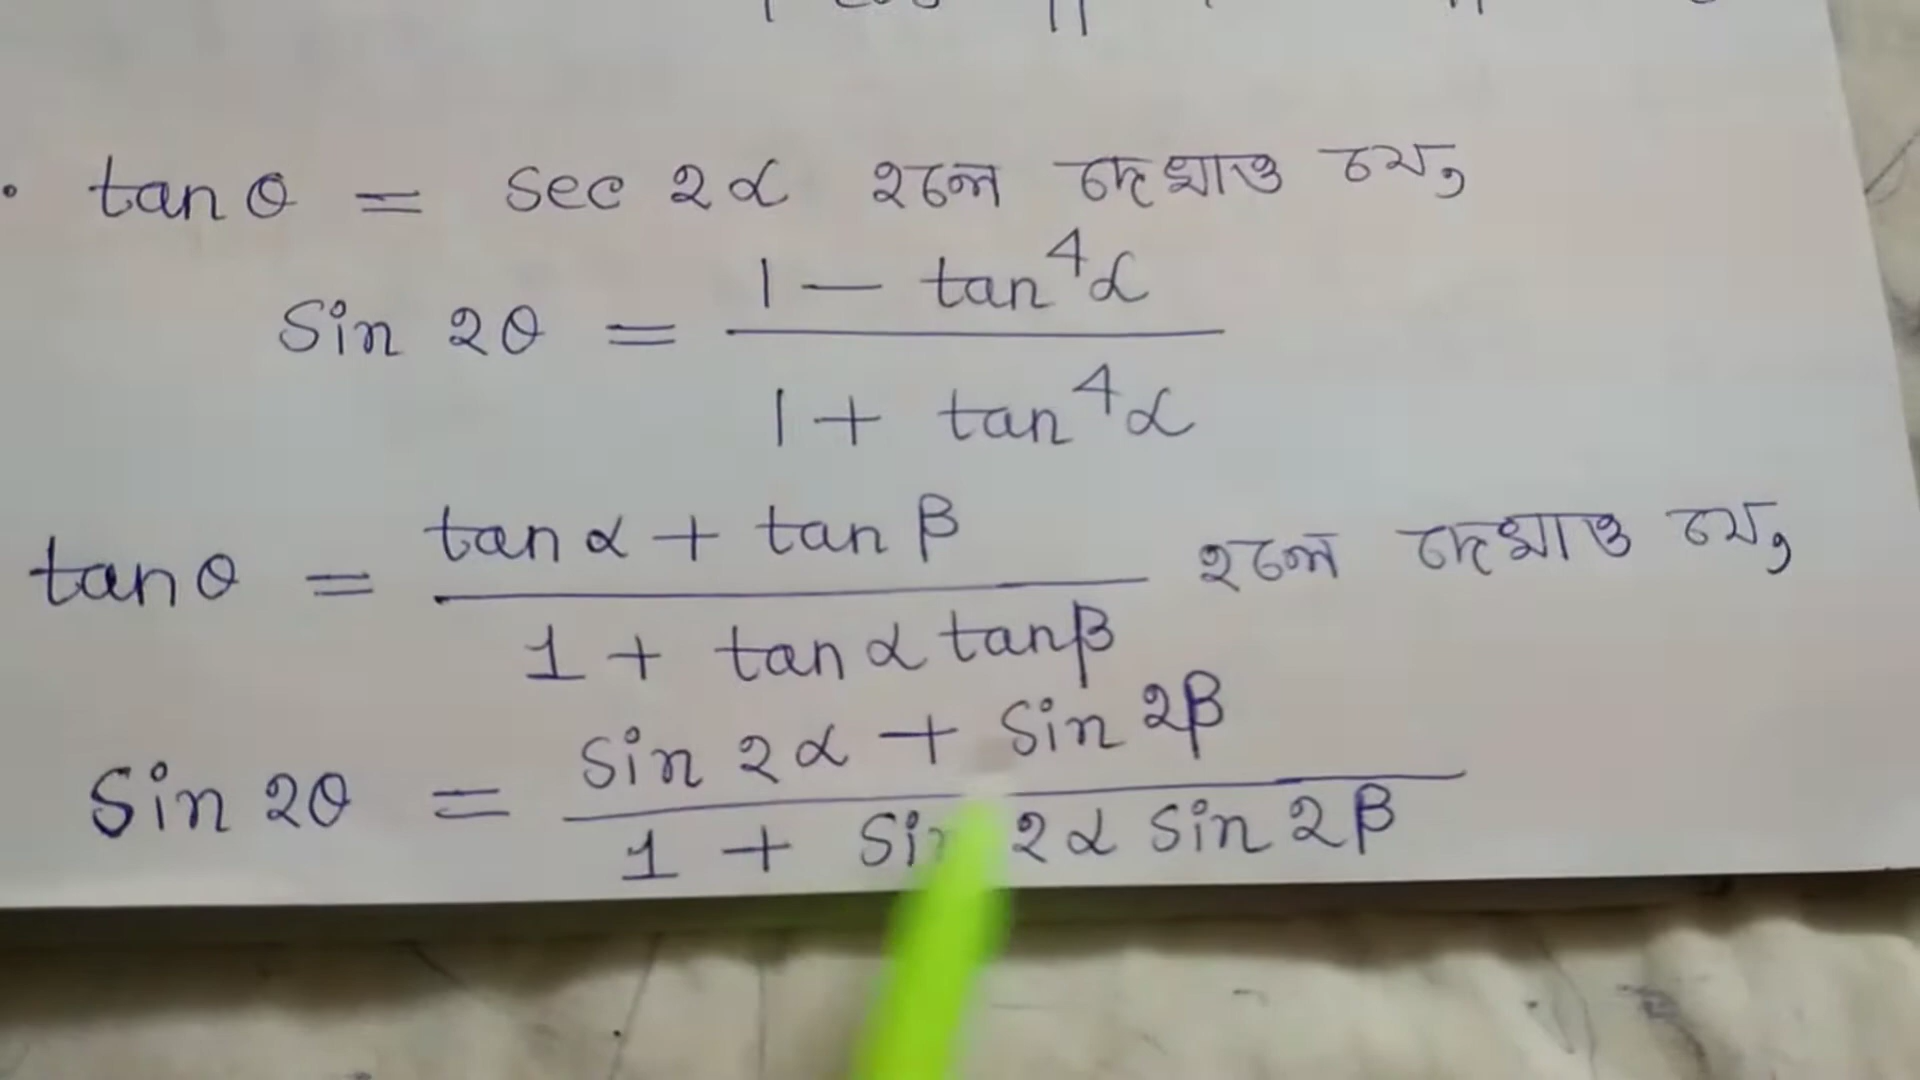 . tan θ = sec 2α হলে দেখাও যে,
sin 2θ = (1 − tan⁴α) / (1 + tan⁴α)
tan θ = (tan α + tan β) / (1 + tan α tan β) হলে দেখাও যে,
sin 2θ = (sin 2α + sin 2β) / (1 + sin 2α sin 2β)